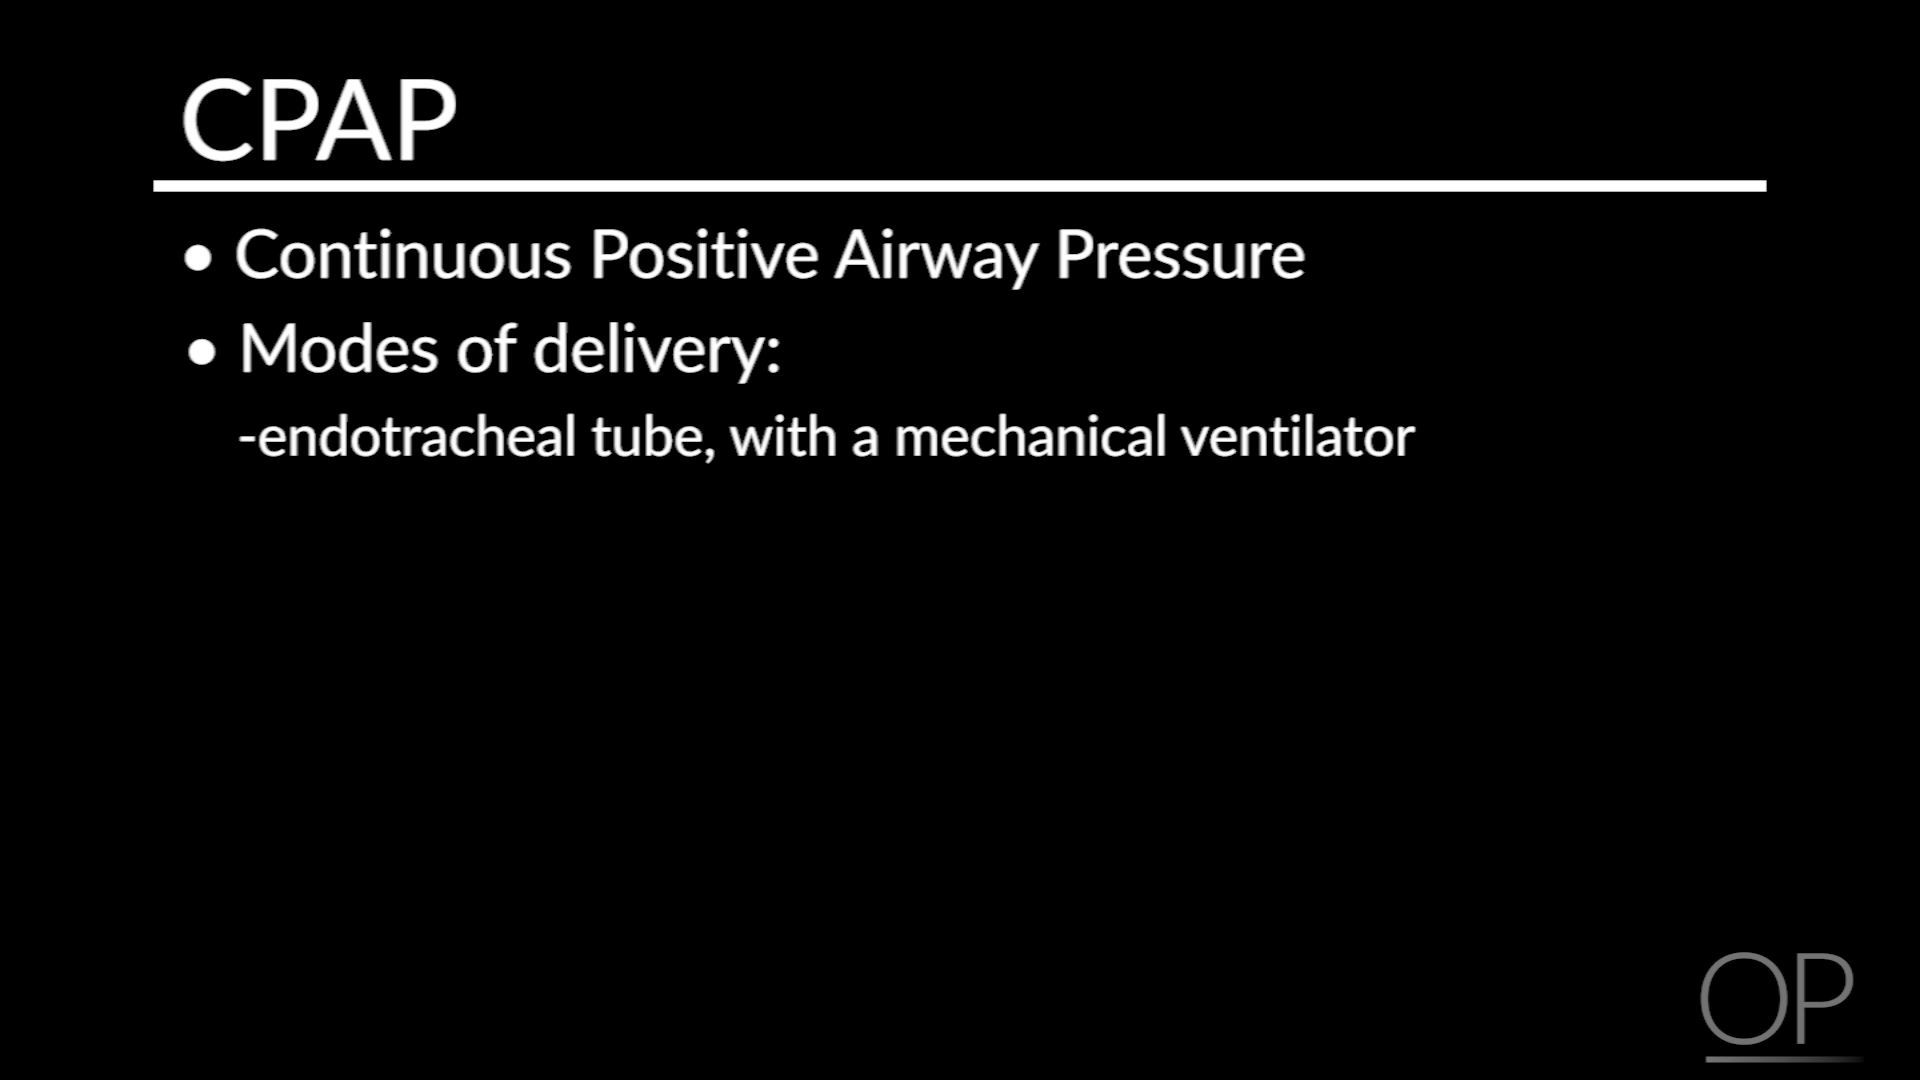 CPAP
• Continuous Positive Airway Pressure
• Modes of delivery:
-endotracheal tube, with a mechanical ventilator
OP